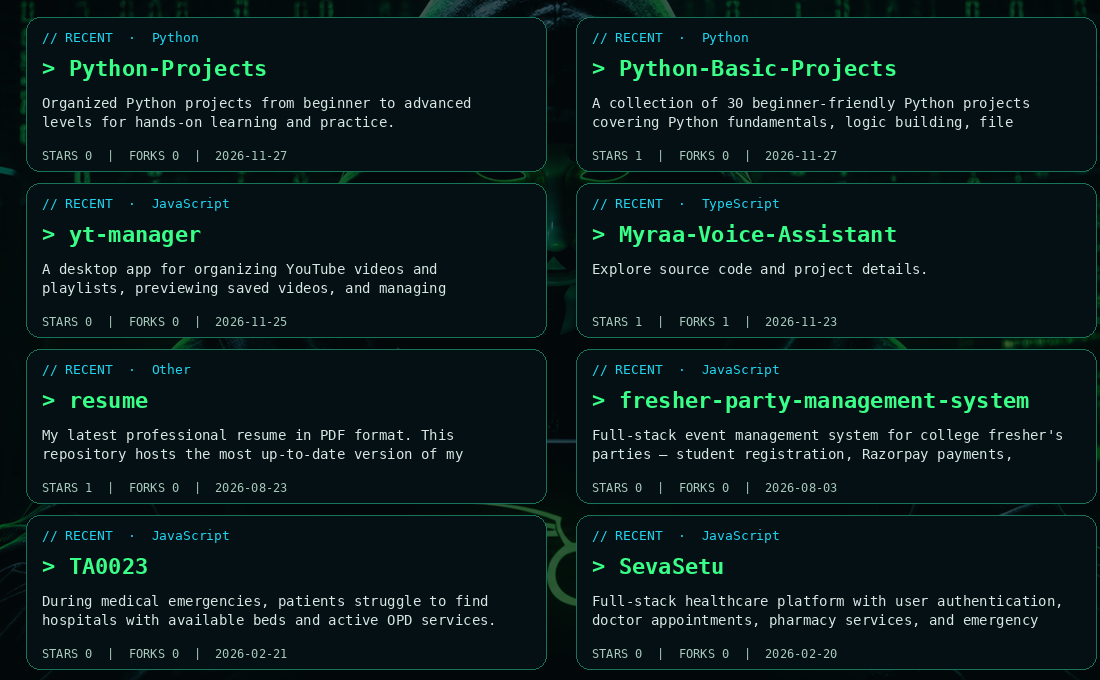 // RECENT · Python
> Python-Projects
Organized Python projects from beginner to advanced
levels for hands-on learning and practice.
STARS 0 | FORKS 0 | 2026-11-27
// RECENT · Python
> Python-Basic-Projects
A collection of 30 beginner-friendly Python projects
covering Python fundamentals, logic building, file
STARS 1 | FORKS 0 | 2026-11-27
// RECENT · JavaScript
> yt-manager
A desktop app for organizing YouTube videos and
playlists, previewing saved videos, and managing
STARS 0 | FORKS 0 | 2026-11-25
// RECENT · TypeScript
> Myraa-Voice-Assistant
Explore source code and project details.
STARS 1 | FORKS 1 | 2026-11-23
// RECENT · Other
> resume
My latest professional resume in PDF format. This
repository hosts the most up-to-date version of my
STARS 1 | FORKS 0 | 2026-08-23
// RECENT · JavaScript
> fresher-party-management-system
Full-stack event management system for college fresher's
parties — student registration, Razorpay payments,
STARS 0 | FORKS 0 | 2026-08-03
// RECENT · JavaScript
> TA0023
During medical emergencies, patients struggle to find
hospitals with available beds and active OPD services.
STARS 0 | FORKS 0 | 2026-02-21
// RECENT · JavaScript
> SevaSetu
Full-stack healthcare platform with user authentication,
doctor appointments, pharmacy services, and emergency
STARS 0 | FORKS 0 | 2026-02-20